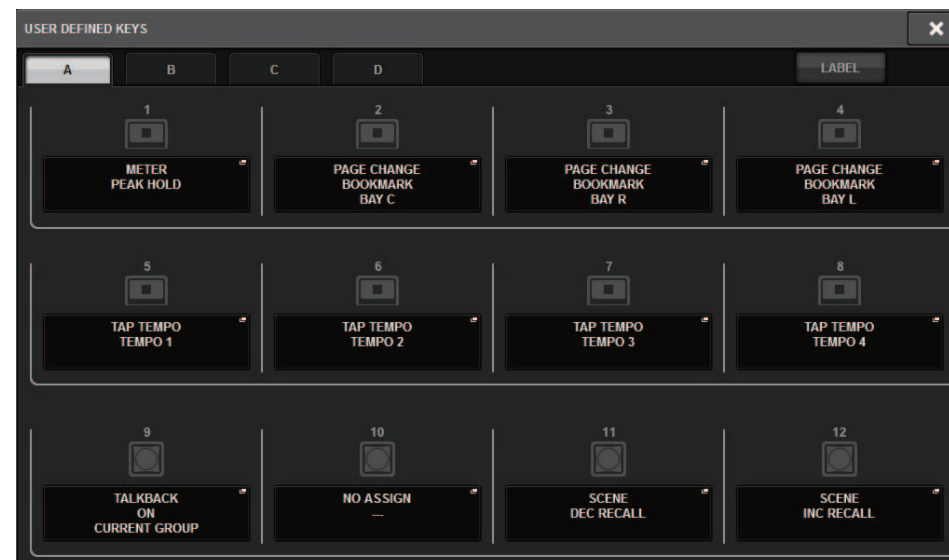 USER DEFINED KEYS
A B C D LABEL
1 2 3 4
METER
PEAK HOLD
PAGE CHANGE
BOOKMARK
BAY C
PAGE CHANGE
BOOKMARK
BAY R
PAGE CHANGE
BOOKMARK
BAY L
5 6 7 8
TAP TEMPO
TEMPO 1
TAP TEMPO
TEMPO 2
TAP TEMPO
TEMPO 3
TAP TEMPO
TEMPO 4
9 10 11 12
TALKBACK
ON
CURRENT GROUP
NO ASSIGN
---
SCENE
DEC RECALL
SCENE
INC RECALL